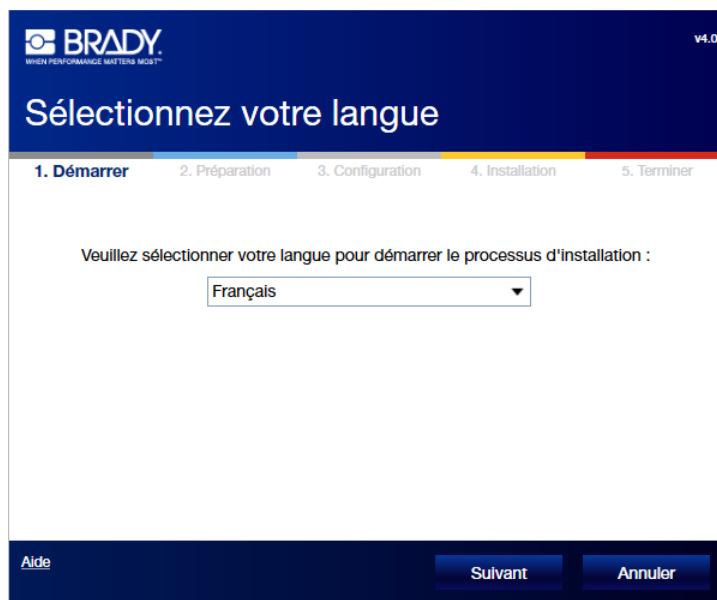 BRADY.
WHEN PERFORMANCE MATTERS MOST™
v4.0
Sélectionnez votre langue
1. Démarrer 2. Préparation 3. Configuration 4. Installation 5. Terminer
Veuillez sélectionner votre langue pour démarrer le processus d'installation :
Français
Aide Suivant Annuler